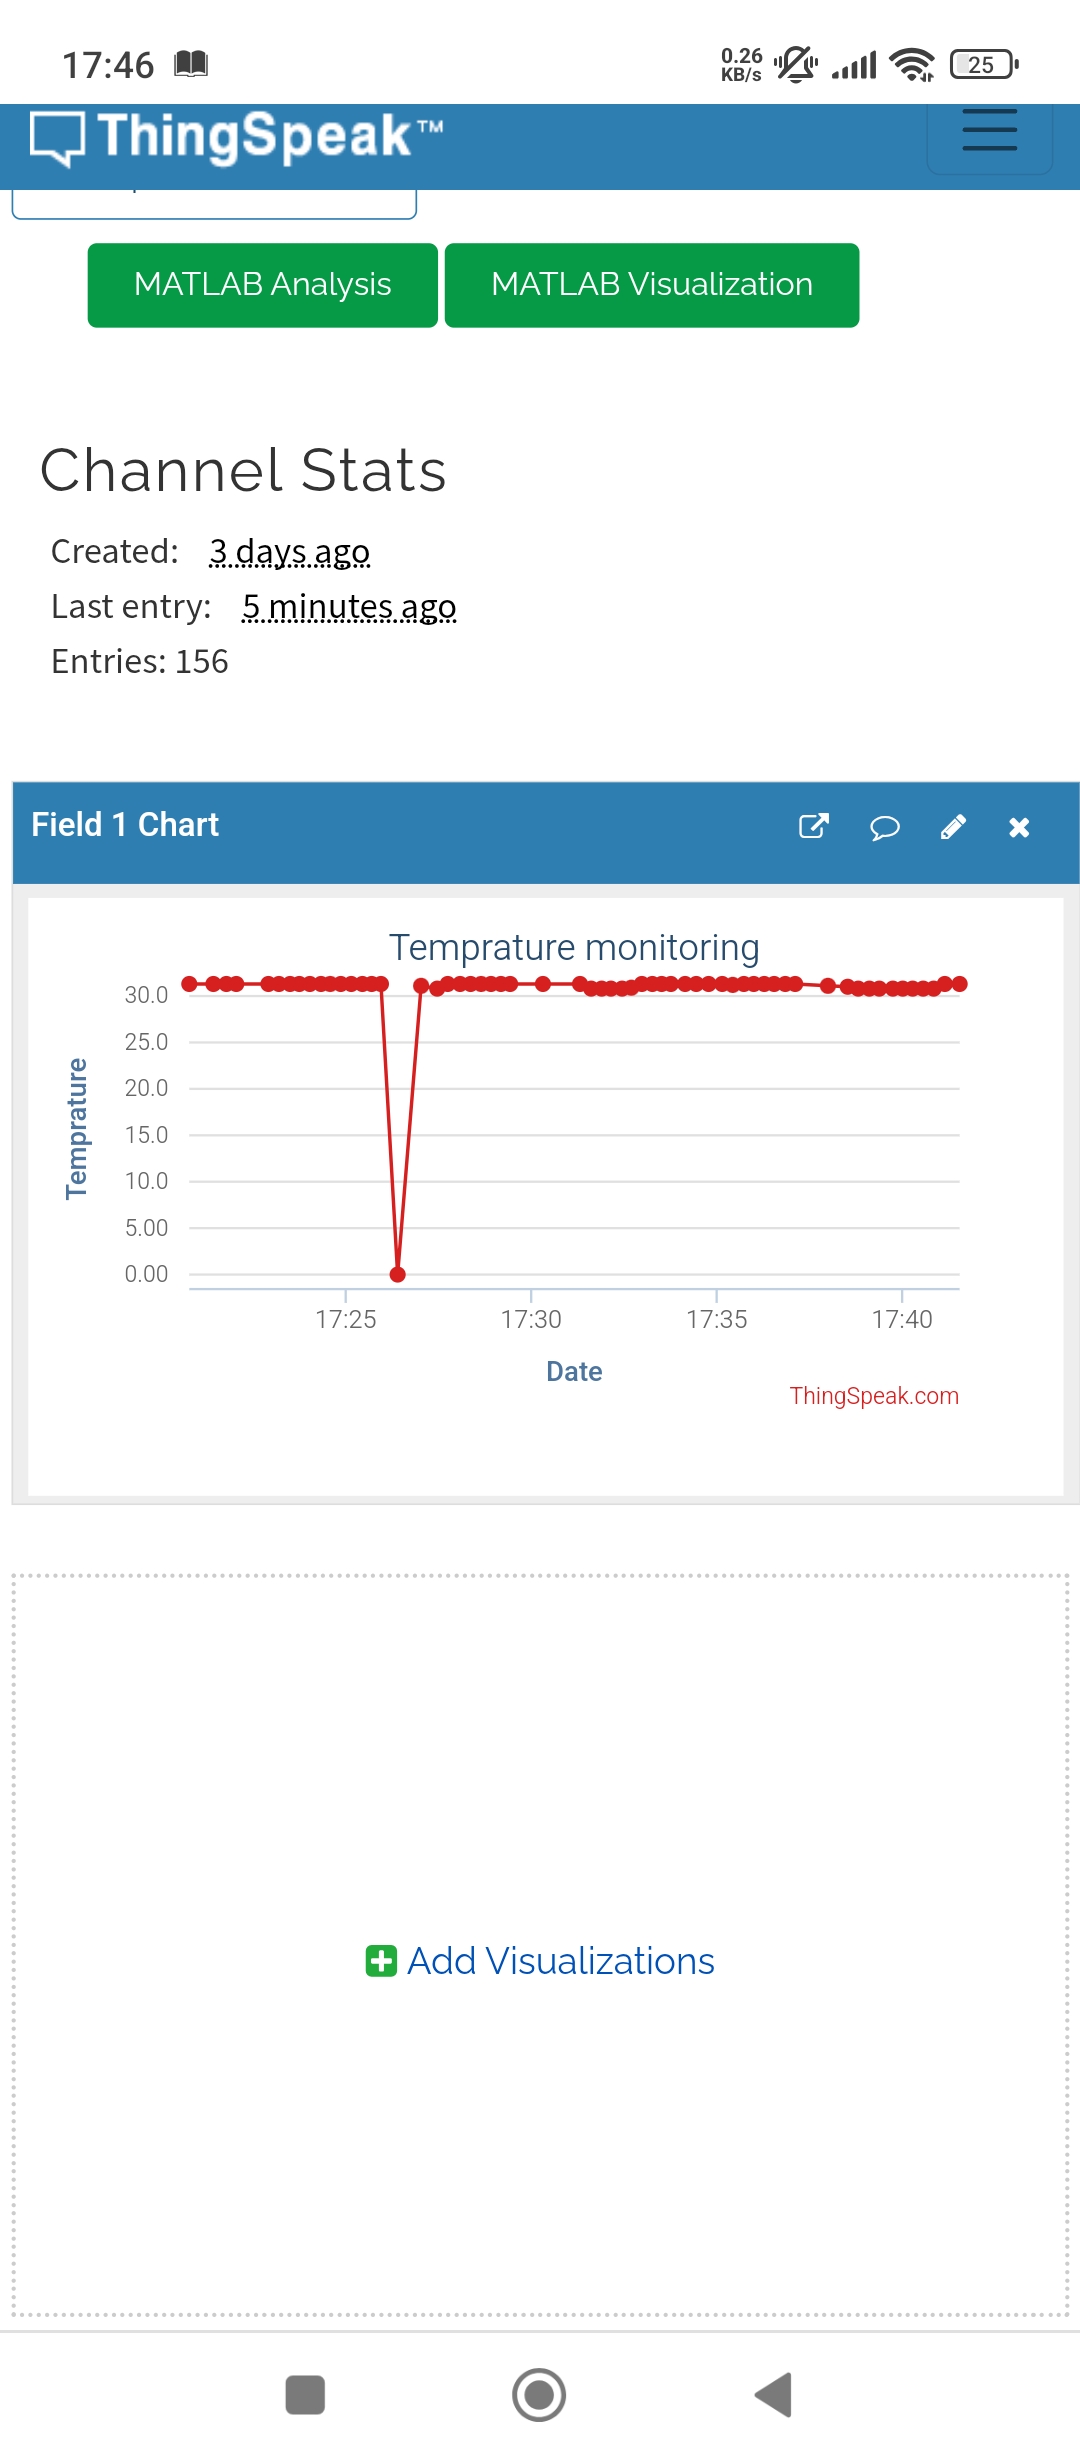 17:46
0.26
KB/s
25
ThingSpeak™
MATLAB Analysis
MATLAB Visualization
Channel Stats
Created: 3 days ago
Last entry: 5 minutes ago
Entries: 156
Field 1 Chart
Temprature monitoring
Temprature
30.0
25.0
20.0
15.0
10.0
5.00
0.00
17:25
17:30
17:35
17:40
Date
ThingSpeak.com
Add Visualizations